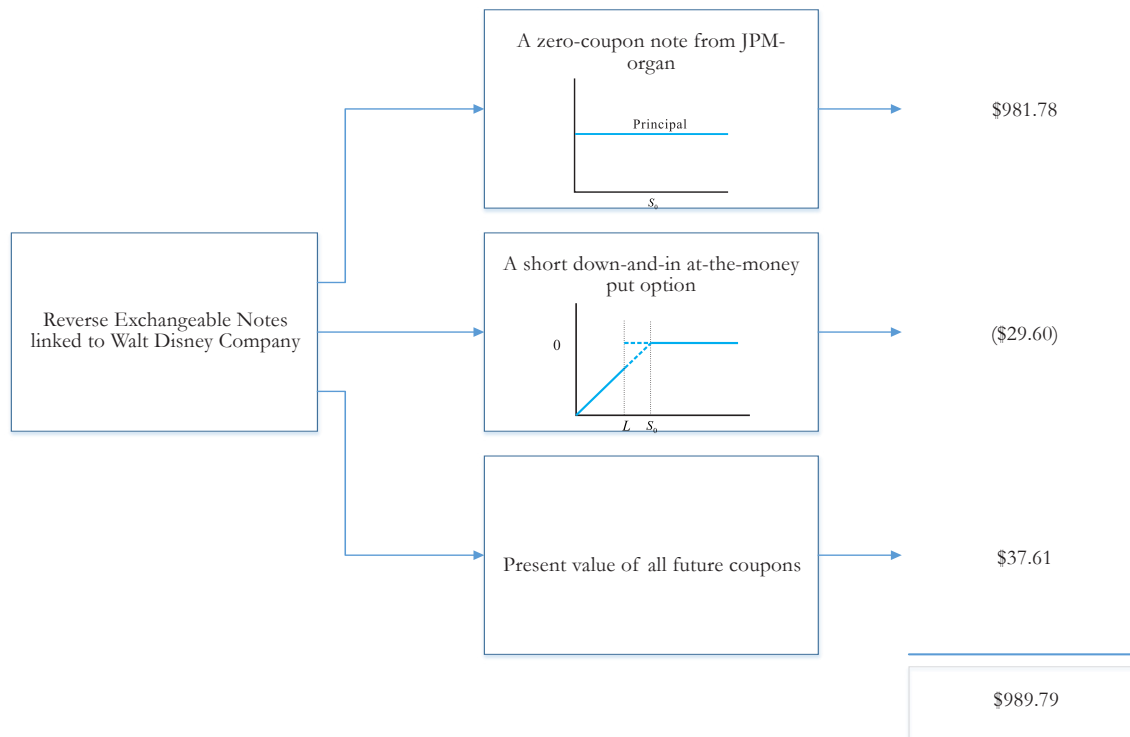 A zero-coupon note from JPM-
organ
Principal
S₀
$981.78
Reverse Exchangeable Notes
linked to Walt Disney Company
A short down-and-in at-the-money
put option
0
L S₀
($29.60)
Present value of all future coupons
$37.61
$989.79